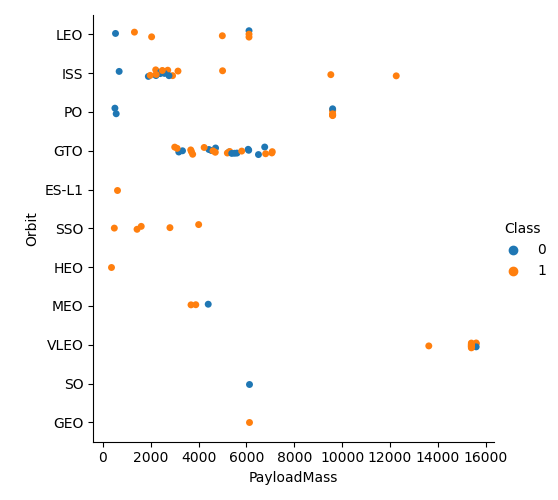 LEO
ISS
PO
GTO
ES-L1
SSO
HEO
MEO
VLEO
SO
GEO
Orbit
0 2000 4000 6000 8000 10000 12000 14000 16000
PayloadMass
Class
0
1